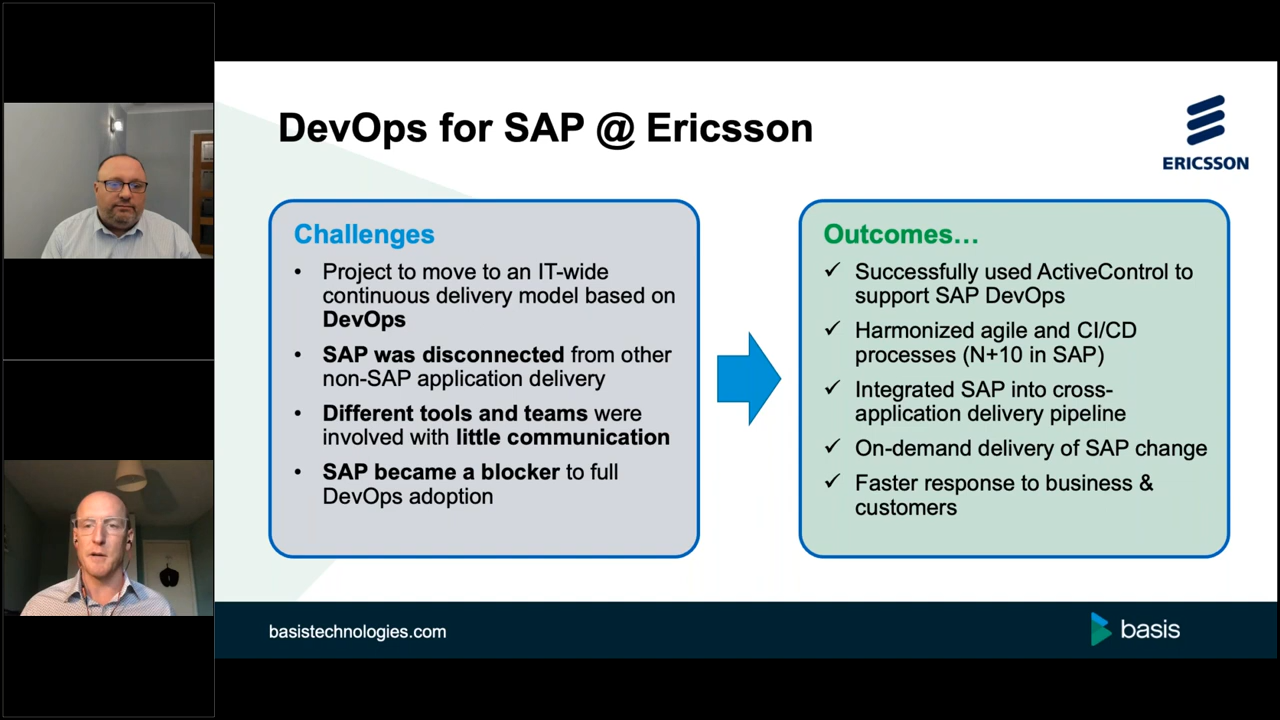 DevOps for SAP @ Ericsson
ERICSSON
Challenges
• Project to move to an IT-wide
continuous delivery model based on
DevOps
• SAP was disconnected from other
non-SAP application delivery
• Different tools and teams were
involved with little communication
• SAP became a blocker to full
DevOps adoption
Outcomes…
✓ Successfully used ActiveControl to
support SAP DevOps
✓ Harmonized agile and CI/CD
processes (N+10 in SAP)
✓ Integrated SAP into cross-
application delivery pipeline
✓ On-demand delivery of SAP change
✓ Faster response to business &
customers
basistechnologies.com
basis